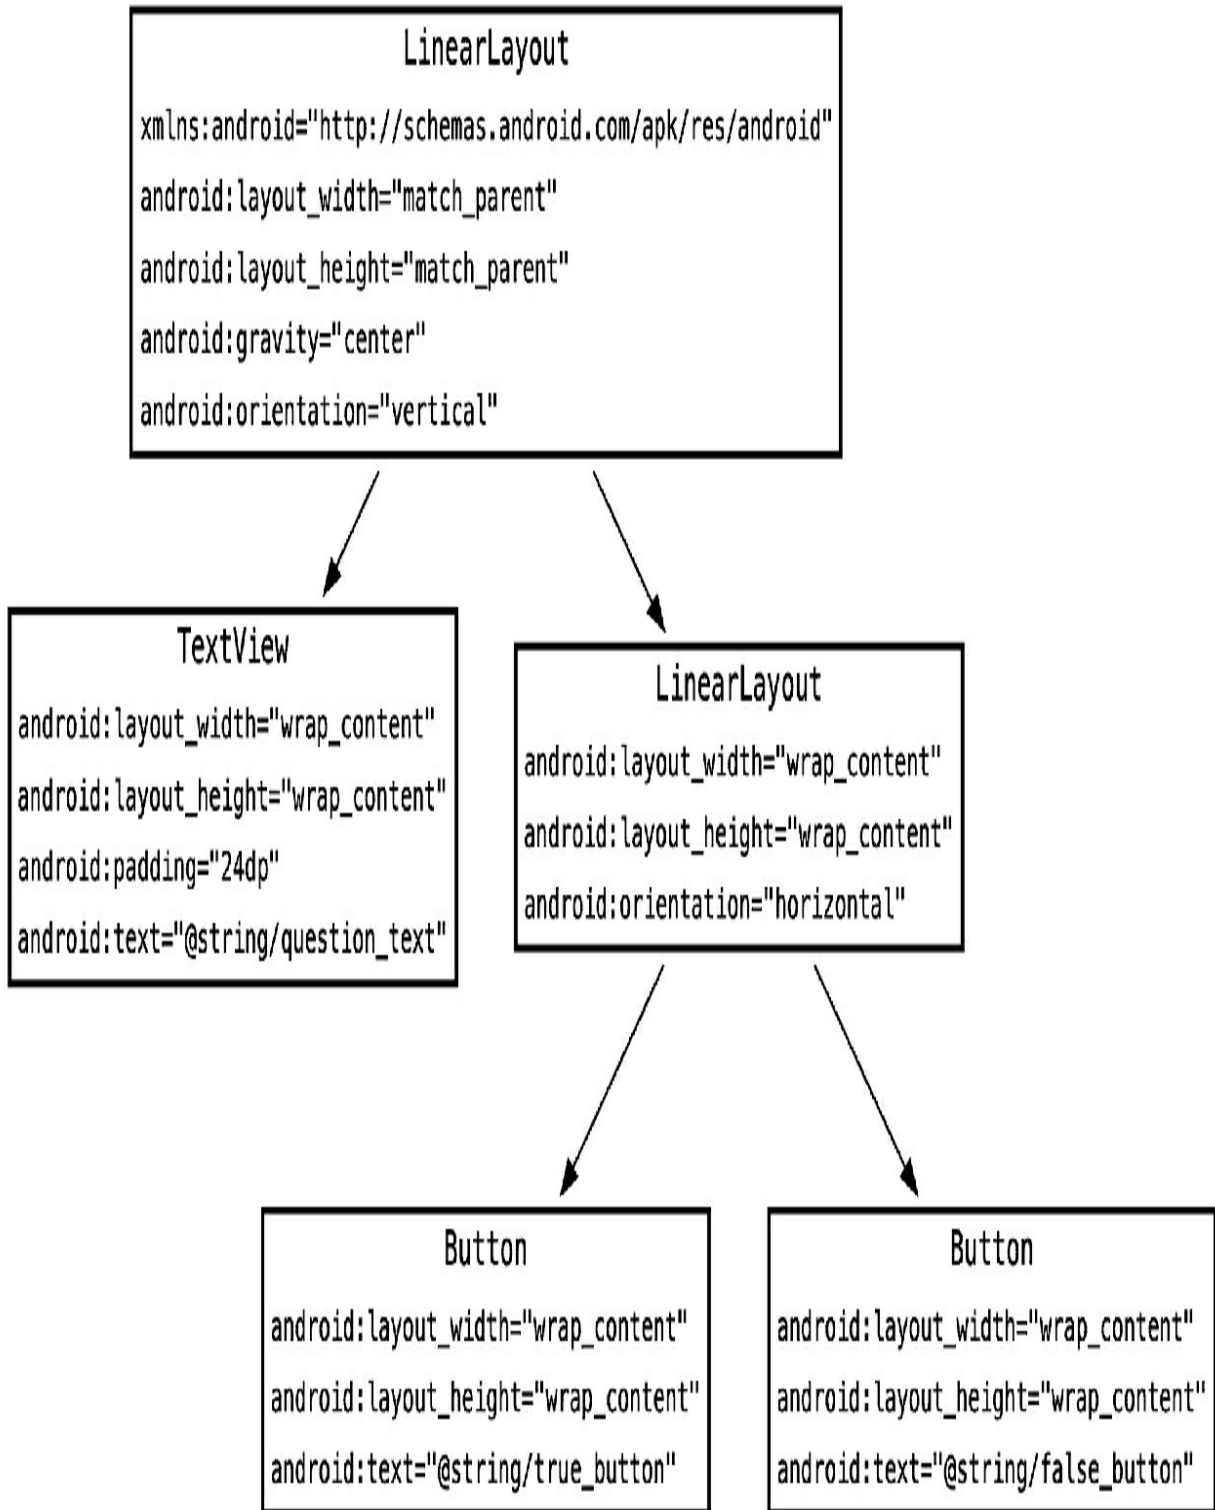 LinearLayout
xmlns:android="http://schemas.android.com/apk/res/android"
android:layout_width="match_parent"
android:layout_height="match_parent"
android:gravity="center"
android:orientation="vertical"
TextView
android:layout_width="wrap_content"
android:layout_height="wrap_content"
android:padding="24dp"
android:text="@string/question_text"
LinearLayout
android:layout_width="wrap_content"
android:layout_height="wrap_content"
android:orientation="horizontal"
Button
android:layout_width="wrap_content"
android:layout_height="wrap_content"
android:text="@string/true_button"
Button
android:layout_width="wrap_content"
android:layout_height="wrap_content"
android:text="@string/false_button"